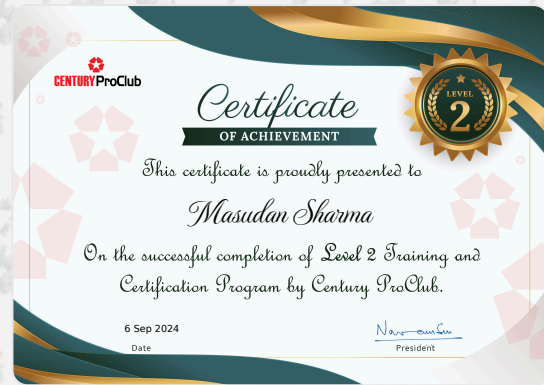 CENTURY ProClub
LEVEL
2
Certificate
OF ACHIEVEMENT
This certificate is proudly presented to
Masudan Sharma
On the successful completion of Level 2 Training and
Certification Program by Century ProClub.
6 Sep 2024
Date
President